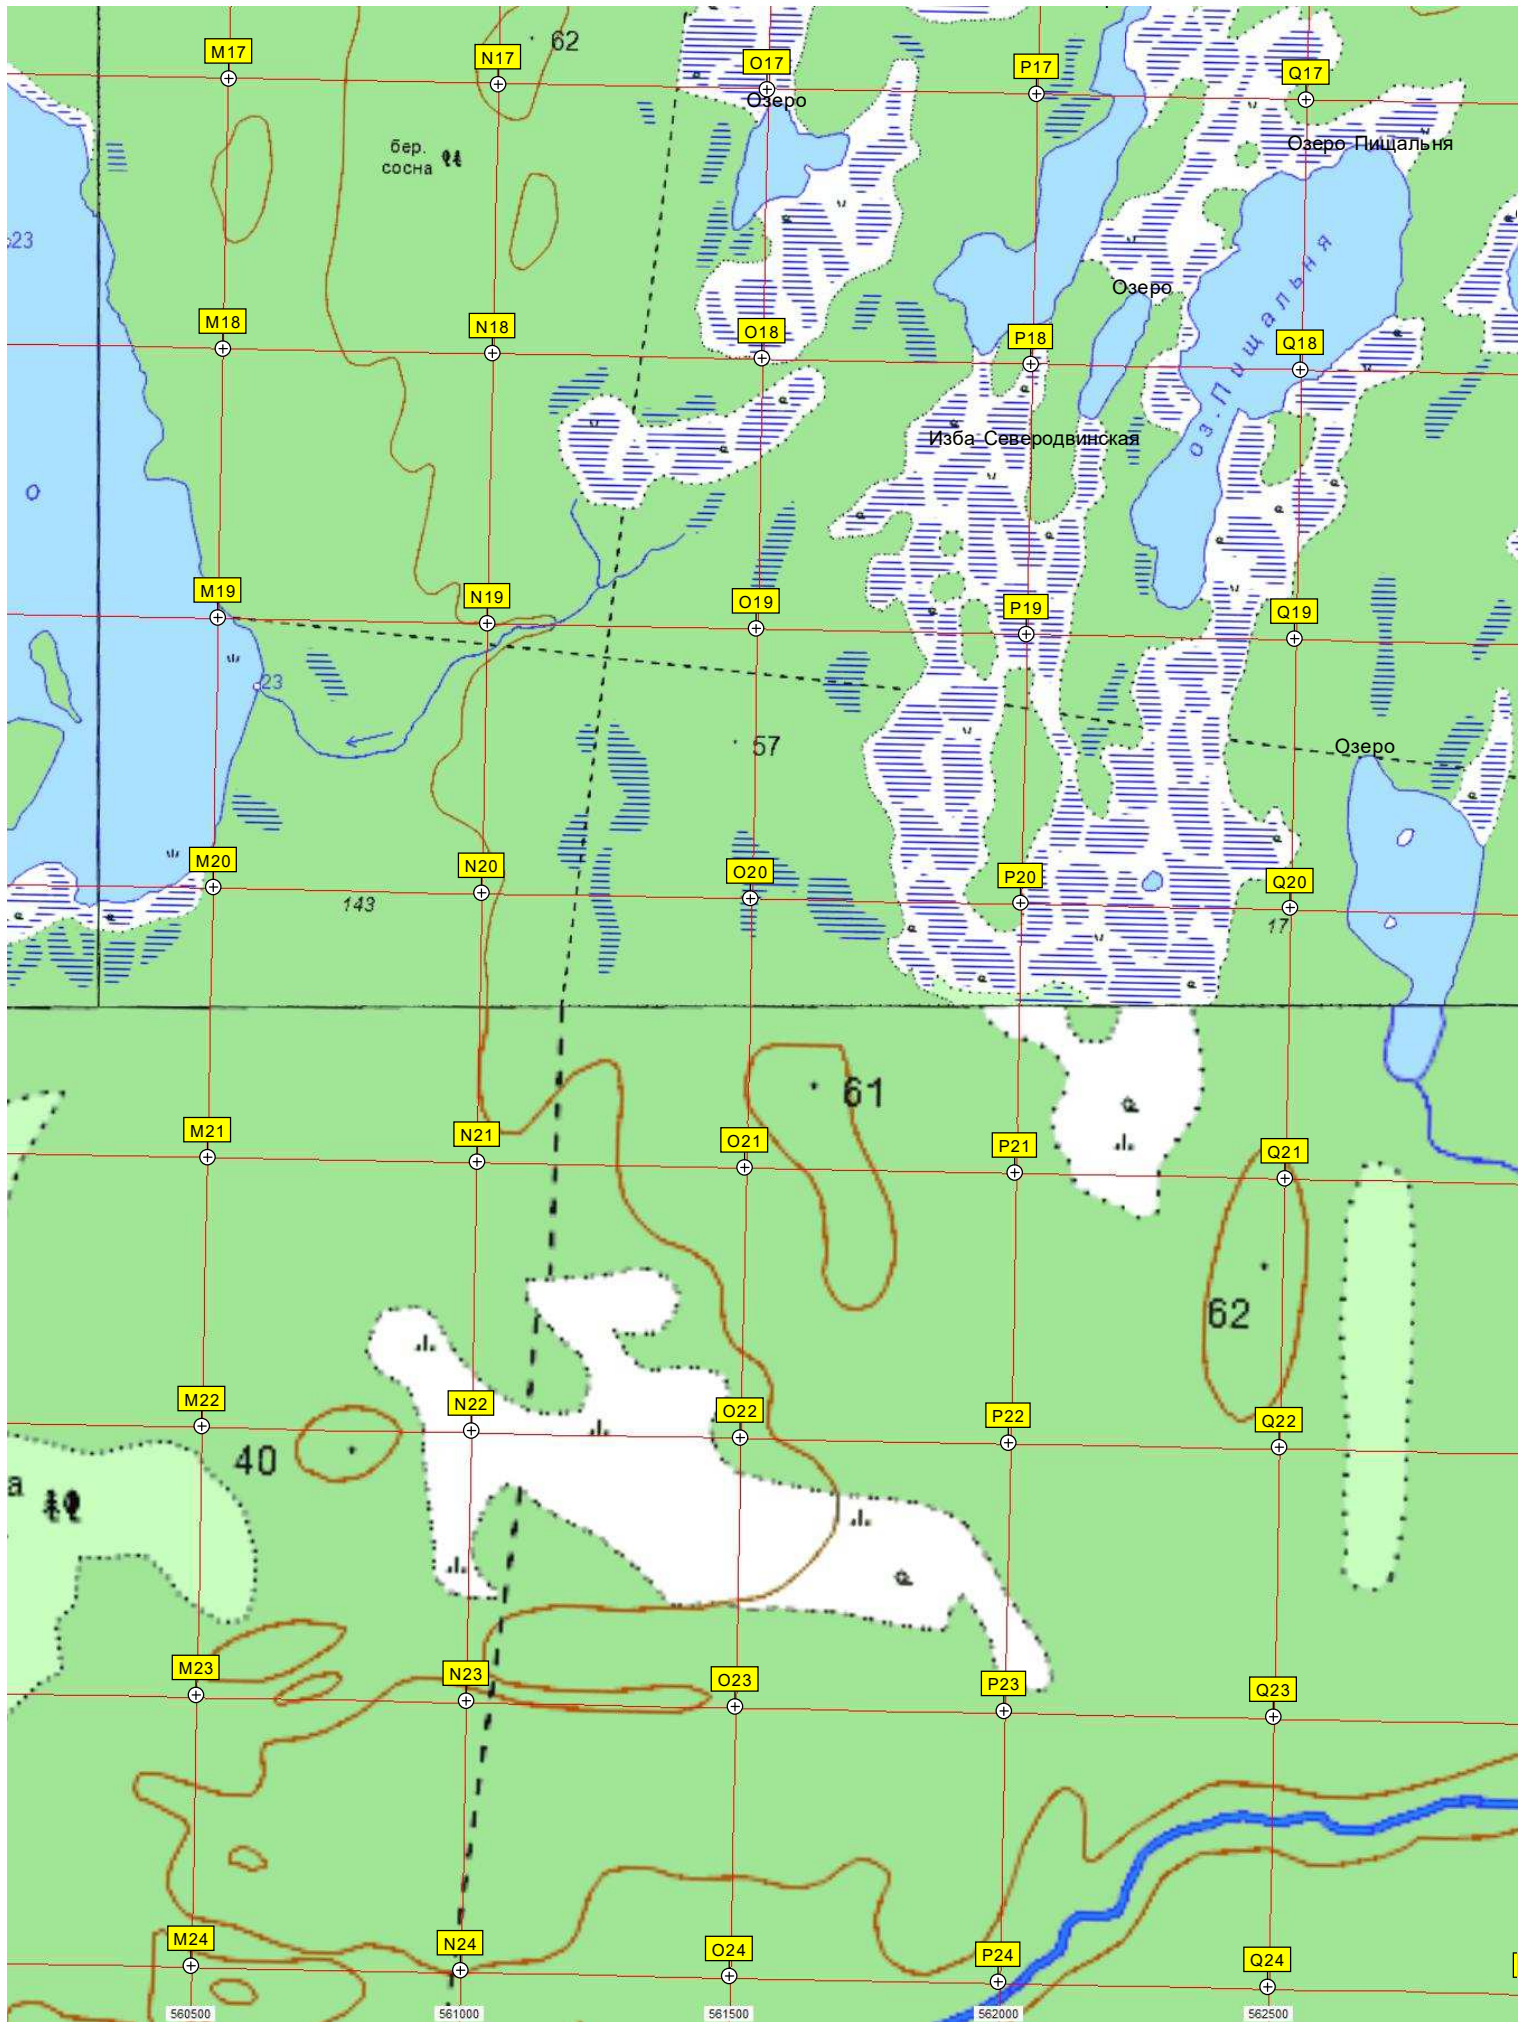 62
M17
N17
O17
P17
Q17
Озеро
бер.
сосна
Озеро Пищальня
23
оз. Пищальня
Озеро
M18
N18
O18
P18
Q18
Изба Северодвинская
M19
N19
O19
P19
Q19
23
57
Озеро
M20
N20
O20
P20
Q20
143
17
61
M21
N21
O21
P21
Q21
62
M22
N22
O22
P22
Q22
40
а
M23
N23
O23
P23
Q23
M24
N24
O24
P24
Q24
560500
561000
561500
562000
562500